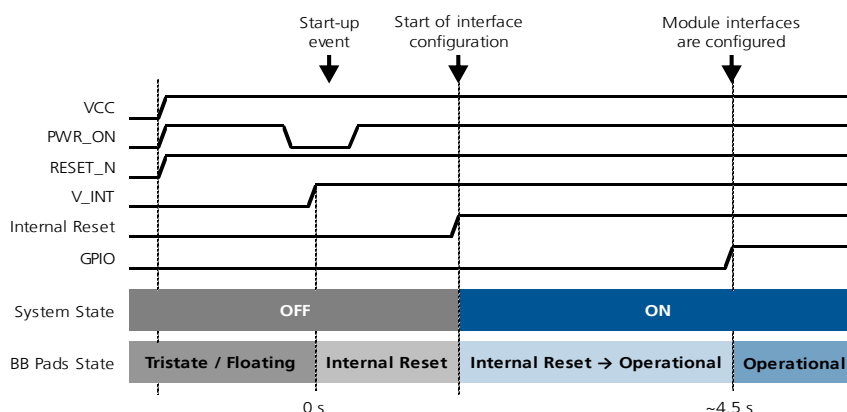 Start-up
event
Start of interface
configuration
Module interfaces
are configured
VCC
PWR_ON
RESET_N
V_INT
Internal Reset
GPIO
System State
OFF
ON
BB Pads State
Tristate / Floating
Internal Reset
Internal Reset → Operational
Operational
0 s
~4.5 s